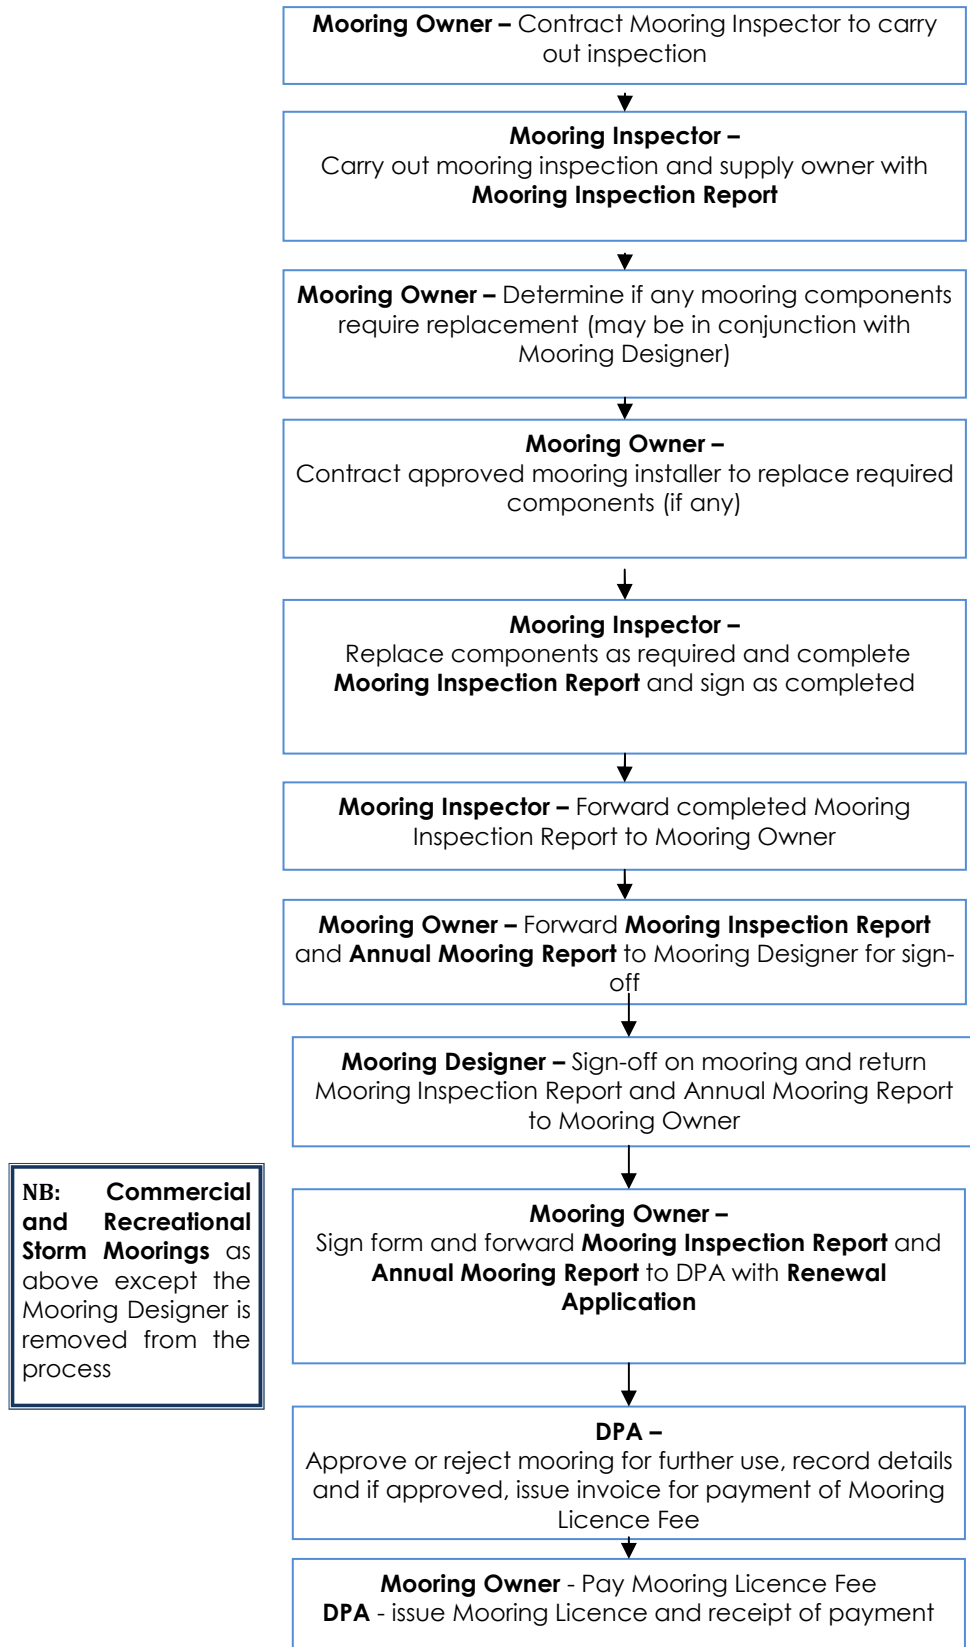 Mooring Owner – Contract Mooring Inspector to carry
out inspection
Mooring Inspector –
Carry out mooring inspection and supply owner with
Mooring Inspection Report
Mooring Owner – Determine if any mooring components
require replacement (may be in conjunction with
Mooring Designer)
Mooring Owner –
Contract approved mooring installer to replace required
components (if any)
Mooring Inspector –
Replace components as required and complete
Mooring Inspection Report and sign as completed
Mooring Inspector – Forward completed Mooring
Inspection Report to Mooring Owner
Mooring Owner – Forward Mooring Inspection Report
and Annual Mooring Report to Mooring Designer for sign-
off
Mooring Designer – Sign-off on mooring and return
Mooring Inspection Report and Annual Mooring Report
to Mooring Owner
NB: Commercial
and Recreational
Storm Moorings as
above except the
Mooring Designer is
removed from the
process
Mooring Owner –
Sign form and forward Mooring Inspection Report and
Annual Mooring Report to DPA with Renewal
Application
DPA –
Approve or reject mooring for further use, record details
and if approved, issue invoice for payment of Mooring
Licence Fee
Mooring Owner - Pay Mooring Licence Fee
DPA - issue Mooring Licence and receipt of payment